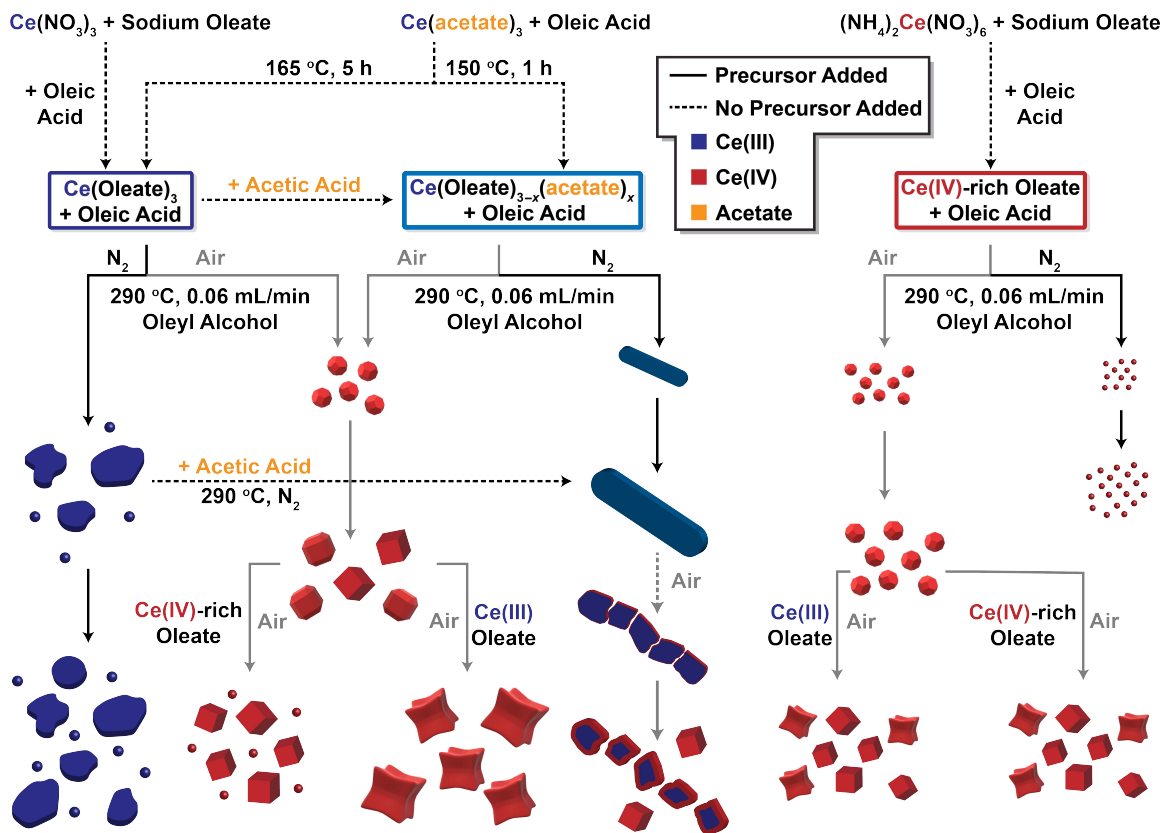 Ce(NO₃)₃ + Sodium Oleate
Ce(acetate)₃ + Oleic Acid
(NH₄)₂Ce(NO₃)₆ + Sodium Oleate
165 °C, 5 h
150 °C, 1 h
+ Oleic
Acid
Precursor Added
No Precursor Added
Ce(III)
Ce(IV)
Acetate
+ Oleic
Acid
Ce(Oleate)₃
+ Oleic Acid
+ Acetic Acid
Ce(Oleate)₃₋ₓ(acetate)ₓ
+ Oleic Acid
Ce(IV)-rich Oleate
+ Oleic Acid
N₂
Air
290 °C, 0.06 mL/min
Oleyl Alcohol
Air
N₂
290 °C, 0.06 mL/min
Oleyl Alcohol
Air
N₂
290 °C, 0.06 mL/min
Oleyl Alcohol
+ Acetic Acid
290 °C, N₂
Air
Ce(IV)-rich
Oleate
Air
Air
Ce(III)
Oleate
Ce(III)
Oleate
Air
Ce(IV)-rich
Oleate
Air